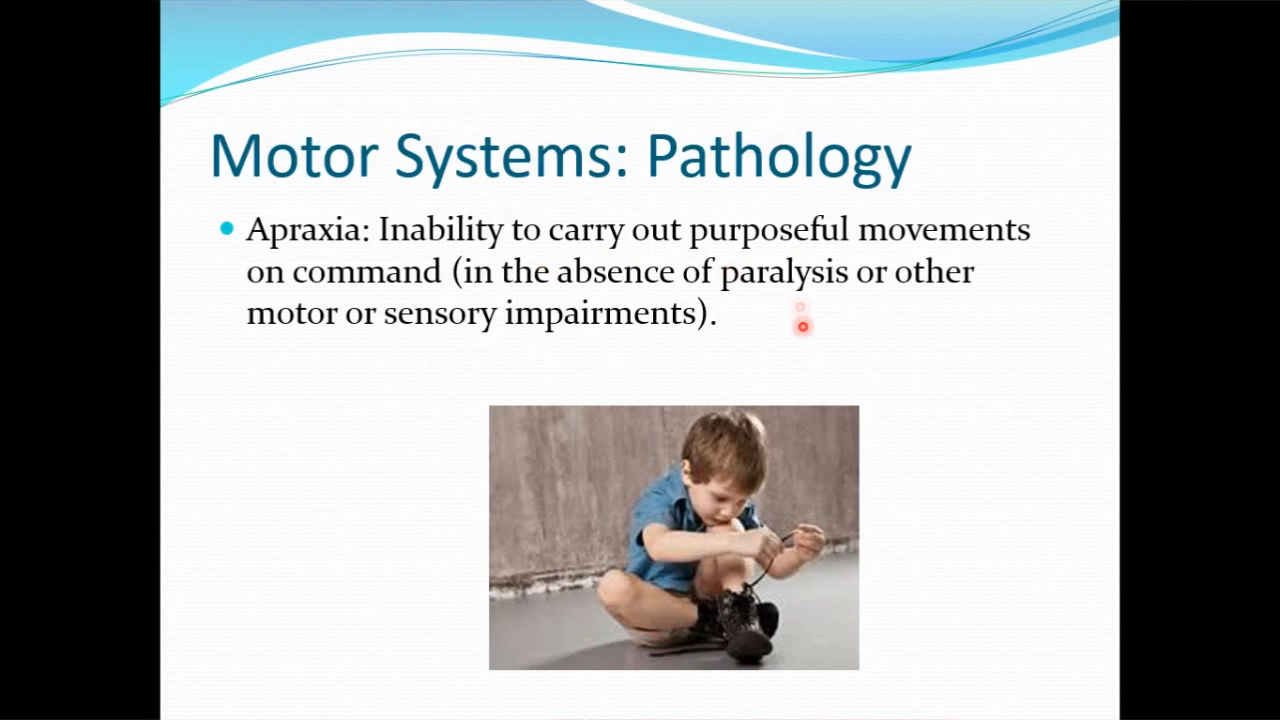 Motor Systems: Pathology
Apraxia: Inability to carry out purposeful movements
on command (in the absence of paralysis or other
motor or sensory impairments).